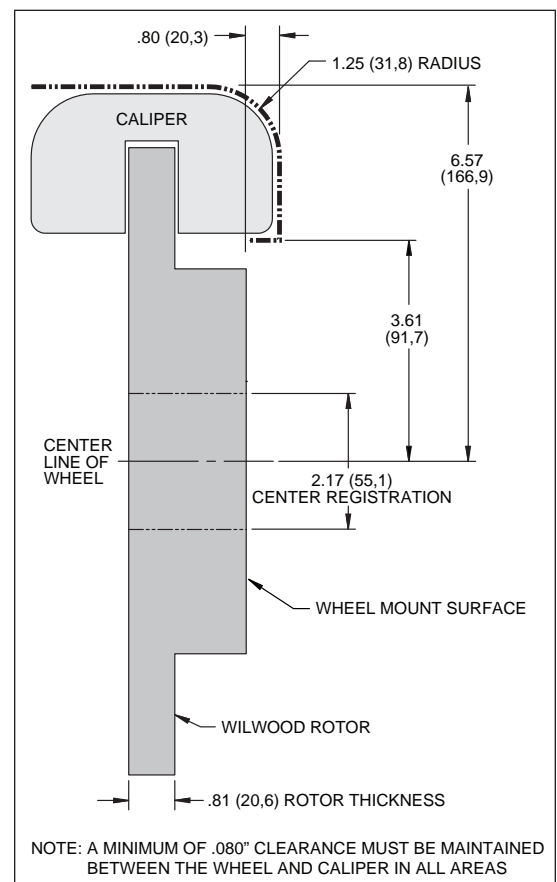 .80 (20,3)
1.25 (31,8) RADIUS
CALIPER
6.57
(166,9)
3.61
(91,7)
CENTER
LINE OF
WHEEL
2.17 (55,1)
CENTER REGISTRATION
WHEEL MOUNT SURFACE
WILWOOD ROTOR
.81 (20,6) ROTOR THICKNESS
NOTE: A MINIMUM OF .080" CLEARANCE MUST BE MAINTAINED
BETWEEN THE WHEEL AND CALIPER IN ALL AREAS